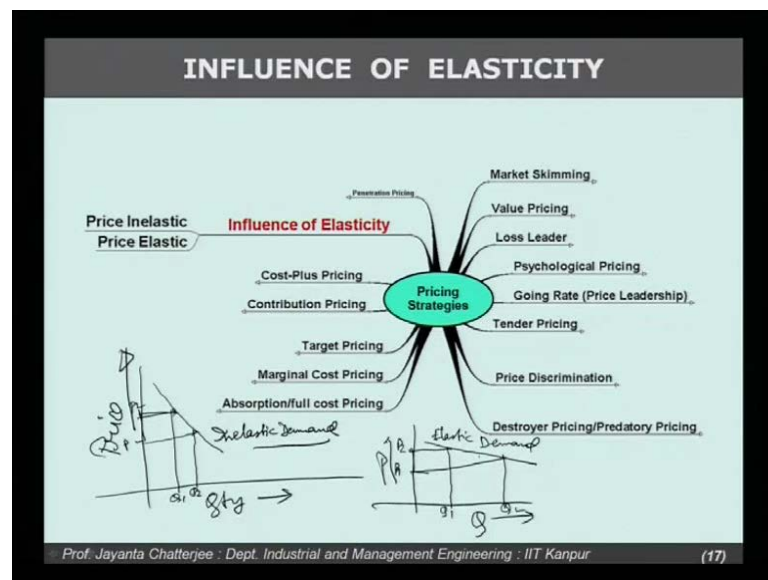 INFLUENCE OF ELASTICITY
Penetration Pricing
Market Skimming
Price Inelastic
Influence of Elasticity
Value Pricing
Price Elastic
Loss Leader
Cost-Plus Pricing
Pricing
Strategies
Psychological Pricing
Contribution Pricing
Going Rate (Price Leadership)
Target Pricing
Tender Pricing
Marginal Cost Pricing
Price Discrimination
Absorption/full cost Pricing
Destroyer Pricing/Predatory Pricing
Price
Inelastic Demand
Q1 Q2 Qty
Elastic Demand
P
Q1
Q
Prof. Jayanta Chatterjee : Dept. Industrial and Management Engineering : IIT Kanpur
(17)